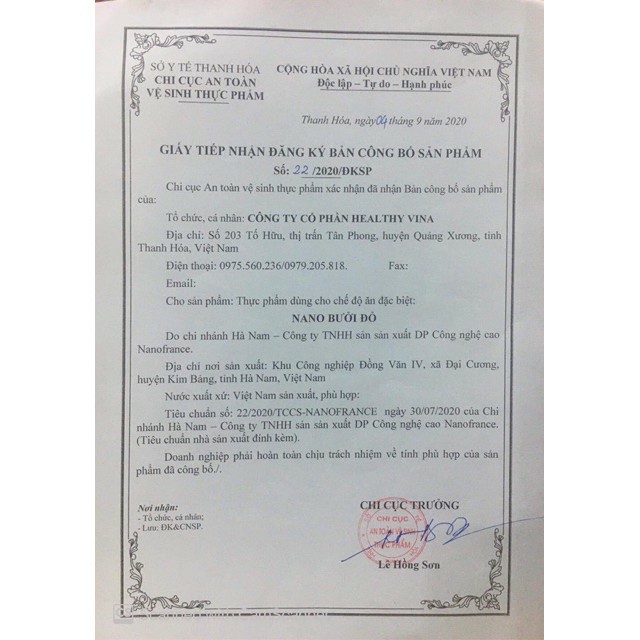 SỞ Y TẾ THANH HÓA
CHI CỤC AN TOÀN
VỆ SINH THỰC PHẨM
CỘNG HÒA XÃ HỘI CHỦ NGHĨA VIỆT NAM
Độc lập – Tự do – Hạnh phúc
Thanh Hóa, ngày 04 tháng 9 năm 2020
GIẤY TIẾP NHẬN ĐĂNG KÝ BẢN CÔNG BỐ SẢN PHẨM
Số: 22 /2020/ĐKSP
Chi cục An toàn vệ sinh thực phẩm xác nhận đã nhận Bản công bố sản phẩm
của:
Tổ chức, cá nhân: CÔNG TY CỔ PHẦN HEALTHY VINA
Địa chỉ: Số 203 Tố Hữu, thị trấn Tân Phong, huyện Quảng Xương, tỉnh
Thanh Hóa, Việt Nam
Điện thoại: 0975.560.236/0979.205.818. Fax:
Email:
Cho sản phẩm: Thực phẩm dùng cho chế độ ăn đặc biệt:
NANO BƯỞI ĐỎ
Do chi nhánh Hà Nam – Công ty TNHH sản sản xuất DP Công nghệ cao
Nanofrance.
Địa chỉ nơi sản xuất: Khu Công nghiệp Đồng Văn IV, xã Đại Cương,
huyện Kim Bảng, tỉnh Hà Nam, Việt Nam
Nước xuất xứ: Việt Nam sản xuất, phù hợp:
Tiêu chuẩn số: 22/2020/TCCS-NANOFRANCE ngày 30/07/2020 của Chi
nhánh Hà Nam – Công ty TNHH sản sản xuất DP Công nghệ cao Nanofrance.
(Tiêu chuẩn nhà sản xuất đính kèm).
Doanh nghiệp phải hoàn toàn chịu trách nhiệm về tính phù hợp của sản
phẩm đã công bố./.
Nơi nhận:
- Tổ chức, cá nhân;
- Lưu: ĐK&CNSP.
CHI CỤC TRƯỞNG
CHI CỤC
AN TOÀN VỆ SINH
THỰC PHẨM
Lê Hồng Sơn